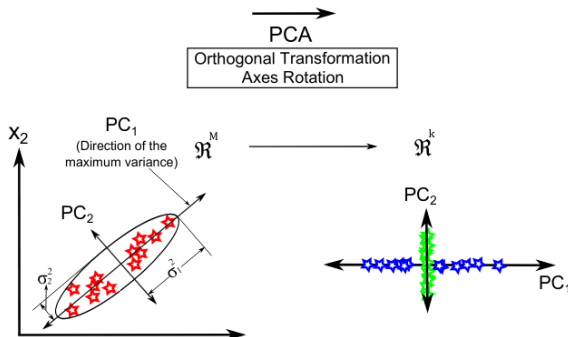 PCA
Orthogonal Transformation
Axes Rotation
X₂
PC₁
(Direction of the
maximum variance)
ℜᴹ
ℜᵏ
PC₂
σ₂²
σ₁²
PC₂
PC₁